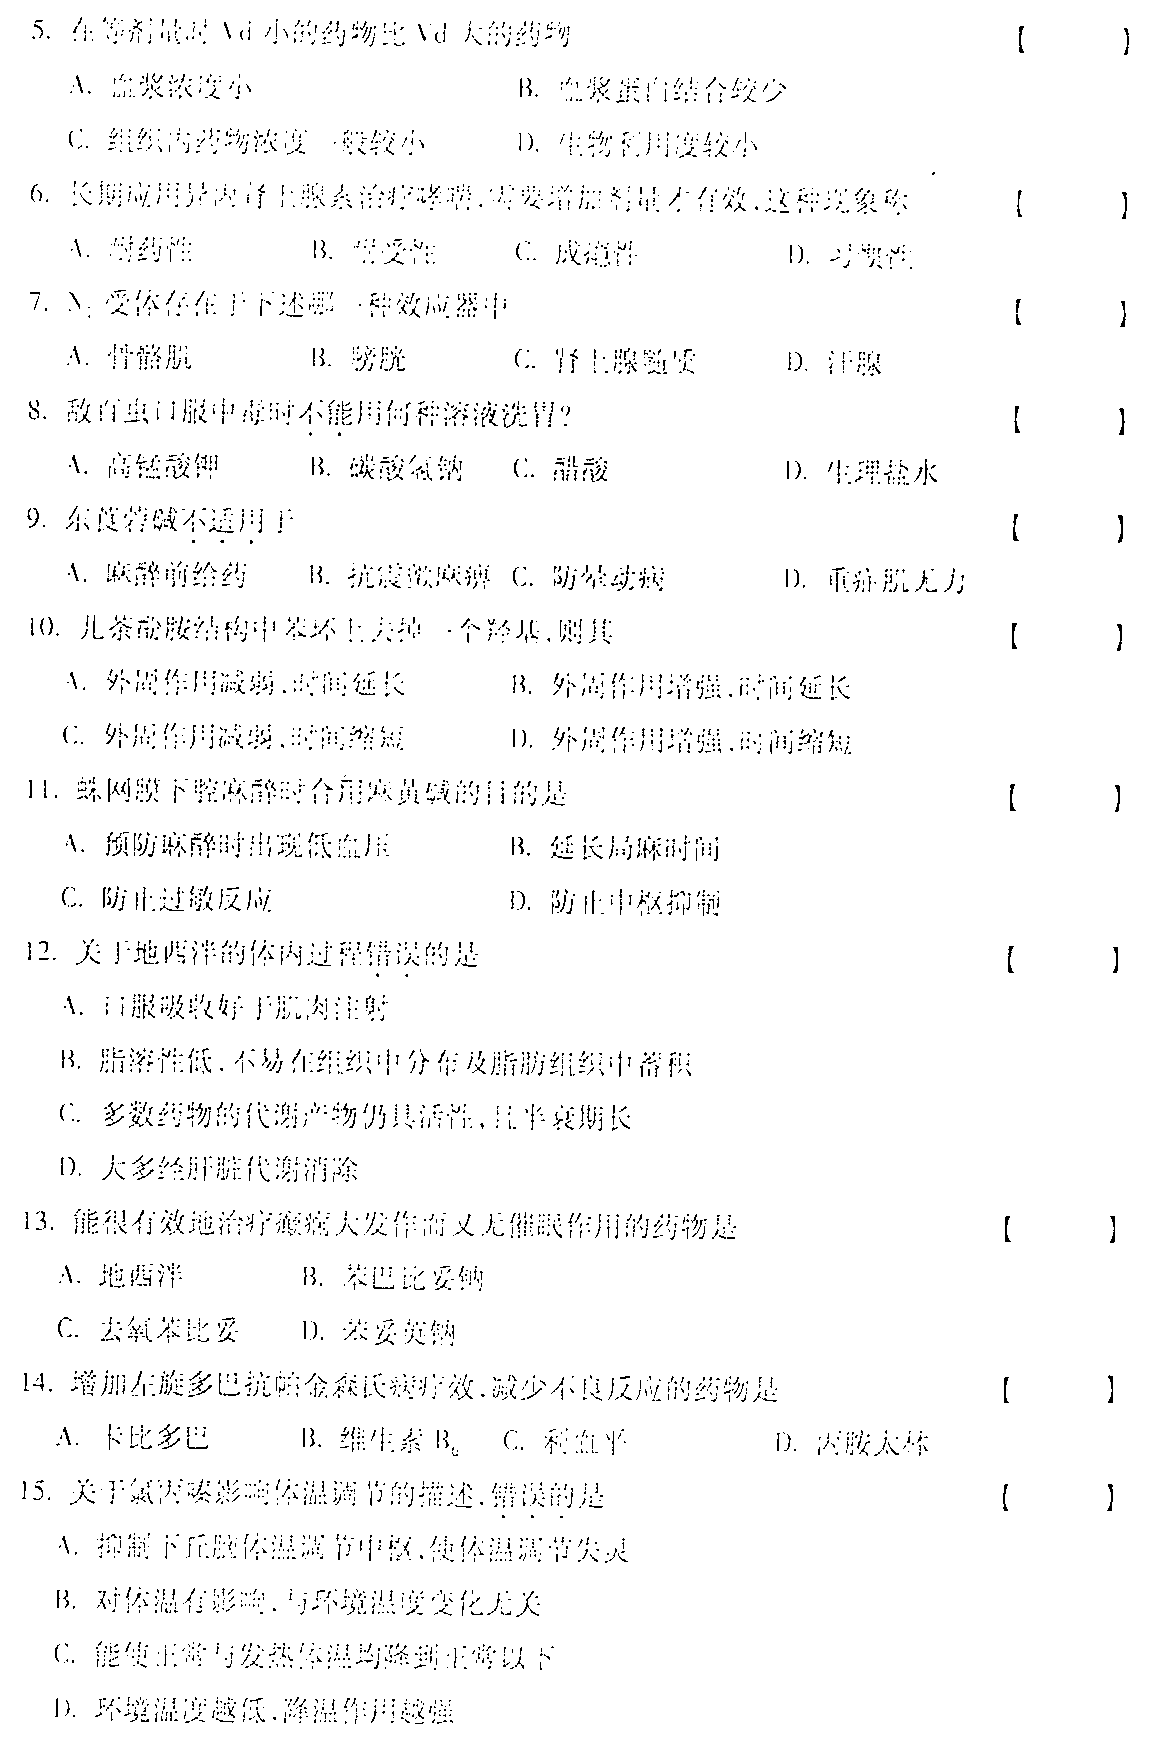 5. 在等剂量时 Vd 小的药物比 Vd 大的药物 【 】
A. 血浆浓度小 B. 血浆蛋白结合较少
C. 组织内药物浓度一般较小 D. 生物利用度较小
6. 长期应用异丙肾上腺素治疗哮喘,需要增加剂量才有效,这种现象称 【 】
A. 耐药性 B. 耐受性 C. 成瘾性 D. 习惯性
7. N₂ 受体存在于下述哪一种效应器中 【 】
A. 骨骼肌 B. 膀胱 C. 肾上腺髓质 D. 汗腺
8. 敌百虫口服中毒时不能用何种溶液洗胃? 【 】
A. 高锰酸钾 B. 碳酸氢钠 C. 醋酸 D. 生理盐水
9. 东莨菪碱不适用于 【 】
A. 麻醉前给药 B. 抗震颤麻痹 C. 防晕动病 D. 重症肌无力
10. 儿茶酚胺结构中苯环上去掉一个羟基,则其 【 】
A. 外周作用减弱,时间延长 B. 外周作用增强,时间延长
C. 外周作用减弱,时间缩短 D. 外周作用增强,时间缩短
11. 蛛网膜下腔麻醉时合用麻黄碱的目的是 【 】
A. 预防麻醉时出现低血压 B. 延长局麻时间
C. 防止过敏反应 D. 防止中枢抑制
12. 关于地西泮的体内过程错误的是 【 】
A. 口服吸收好于肌肉注射
B. 脂溶性低,不易在组织中分布及脂肪组织中蓄积
C. 多数药物的代谢产物仍具活性,且半衰期长
D. 大多经肝脏代谢消除
13. 能很有效地治疗癫痫大发作而又无催眠作用的药物是 【 】
A. 地西泮 B. 苯巴比妥钠
C. 去氧苯比妥 D. 苯妥英钠
14. 增加左旋多巴抗帕金森氏病疗效,减少不良反应的药物是 【 】
A. 卡比多巴 B. 维生素 B₆ C. 利血平 D. 丙胺太林
15. 关于氯丙嗪影响体温调节的描述,错误的是 【 】
A. 抑制下丘脑体温调节中枢,使体温调节失灵
B. 对体温有影响,与环境温度变化无关
C. 能使正常与发热体温均降到正常以下
D. 环境温度越低,降温作用越强